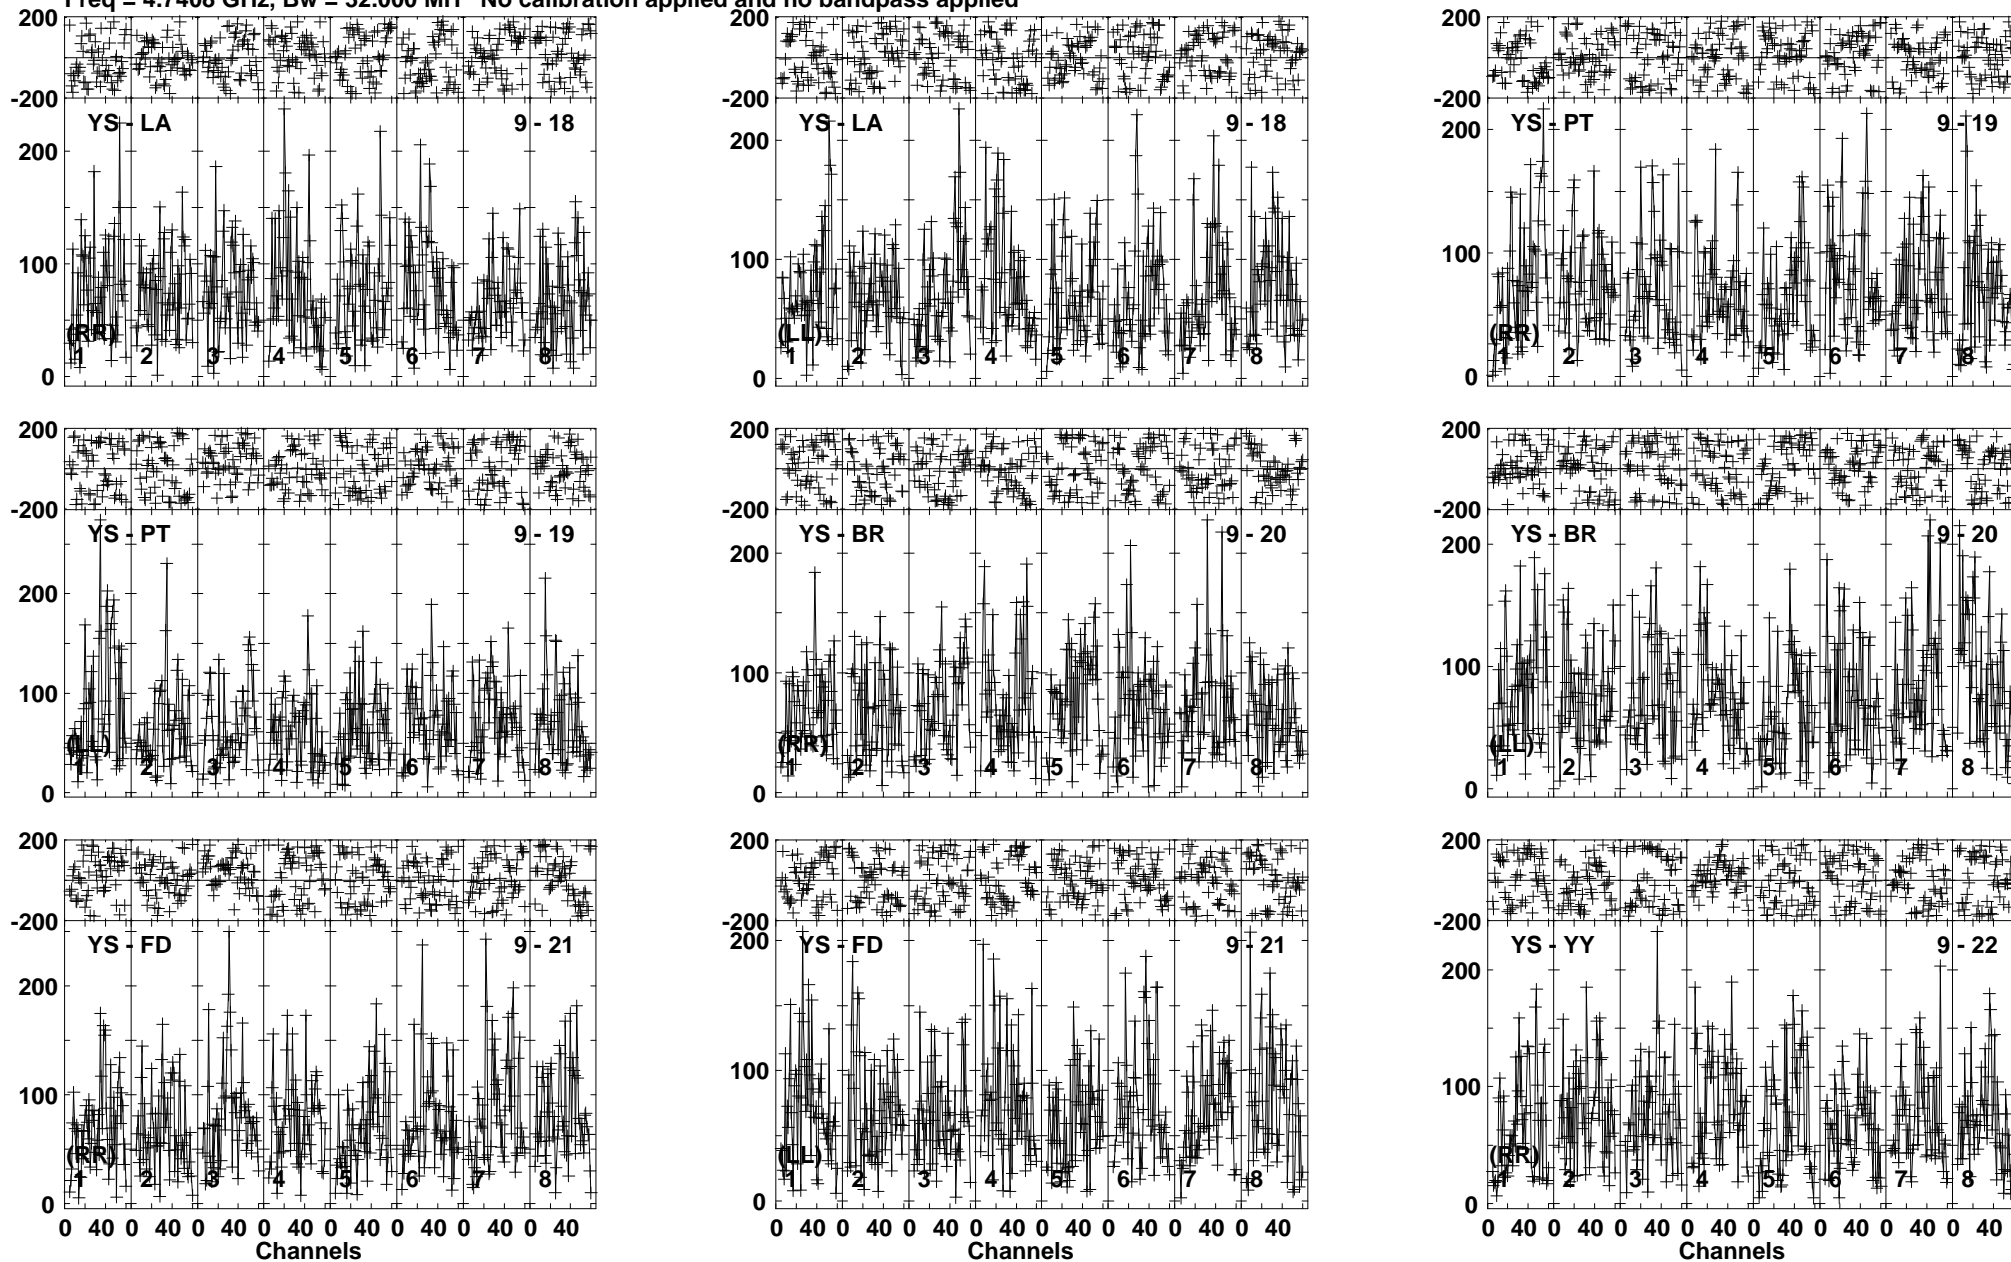 Freq = 4.7408 GHz, Bw = 32.000 MH No calibration applied and no bandpass applied
200 200 200
-200 -200 -200
YS - LA 9 - 18 YS - LA 9 - 18 YS - PT 9 - 19
200 200 200
100 100 100
(RR) (LL) (RR)
1 2 3 4 5 6 7 8 1 2 3 4 5 6 7 8 1 2 3 4 5 6 7 8
0 0 0
200 200 200
-200 -200 -200
YS - PT 9 - 19 YS - BR 9 - 20 YS - BR 9 - 20
200 200 200
100 100 100
(LL) (RR) (LL)
1 2 3 4 5 6 7 8 1 2 3 4 5 6 7 8 1 2 3 4 5 6 7 8
0 0 0
200 200 200
-200 -200 -200
YS - FD 9 - 21 YS - FD 9 - 21 YS - YY 9 - 22
200 200 200
100 100 100
(RR) (LL) (RR)
1 2 3 4 5 6 7 8 1 2 3 4 5 6 7 8 1 2 3 4 5 6 7 8
0 0 0
0 40 0 40 0 40 0 40 0 40 0 40 0 40 0 40 0 40 0 40 0 40 0 40 0 40 0 40 0 40 0 40 0 40 0 40 0 40 0 40 0 40 0 40 0 40 0 40
Channels Channels Channels